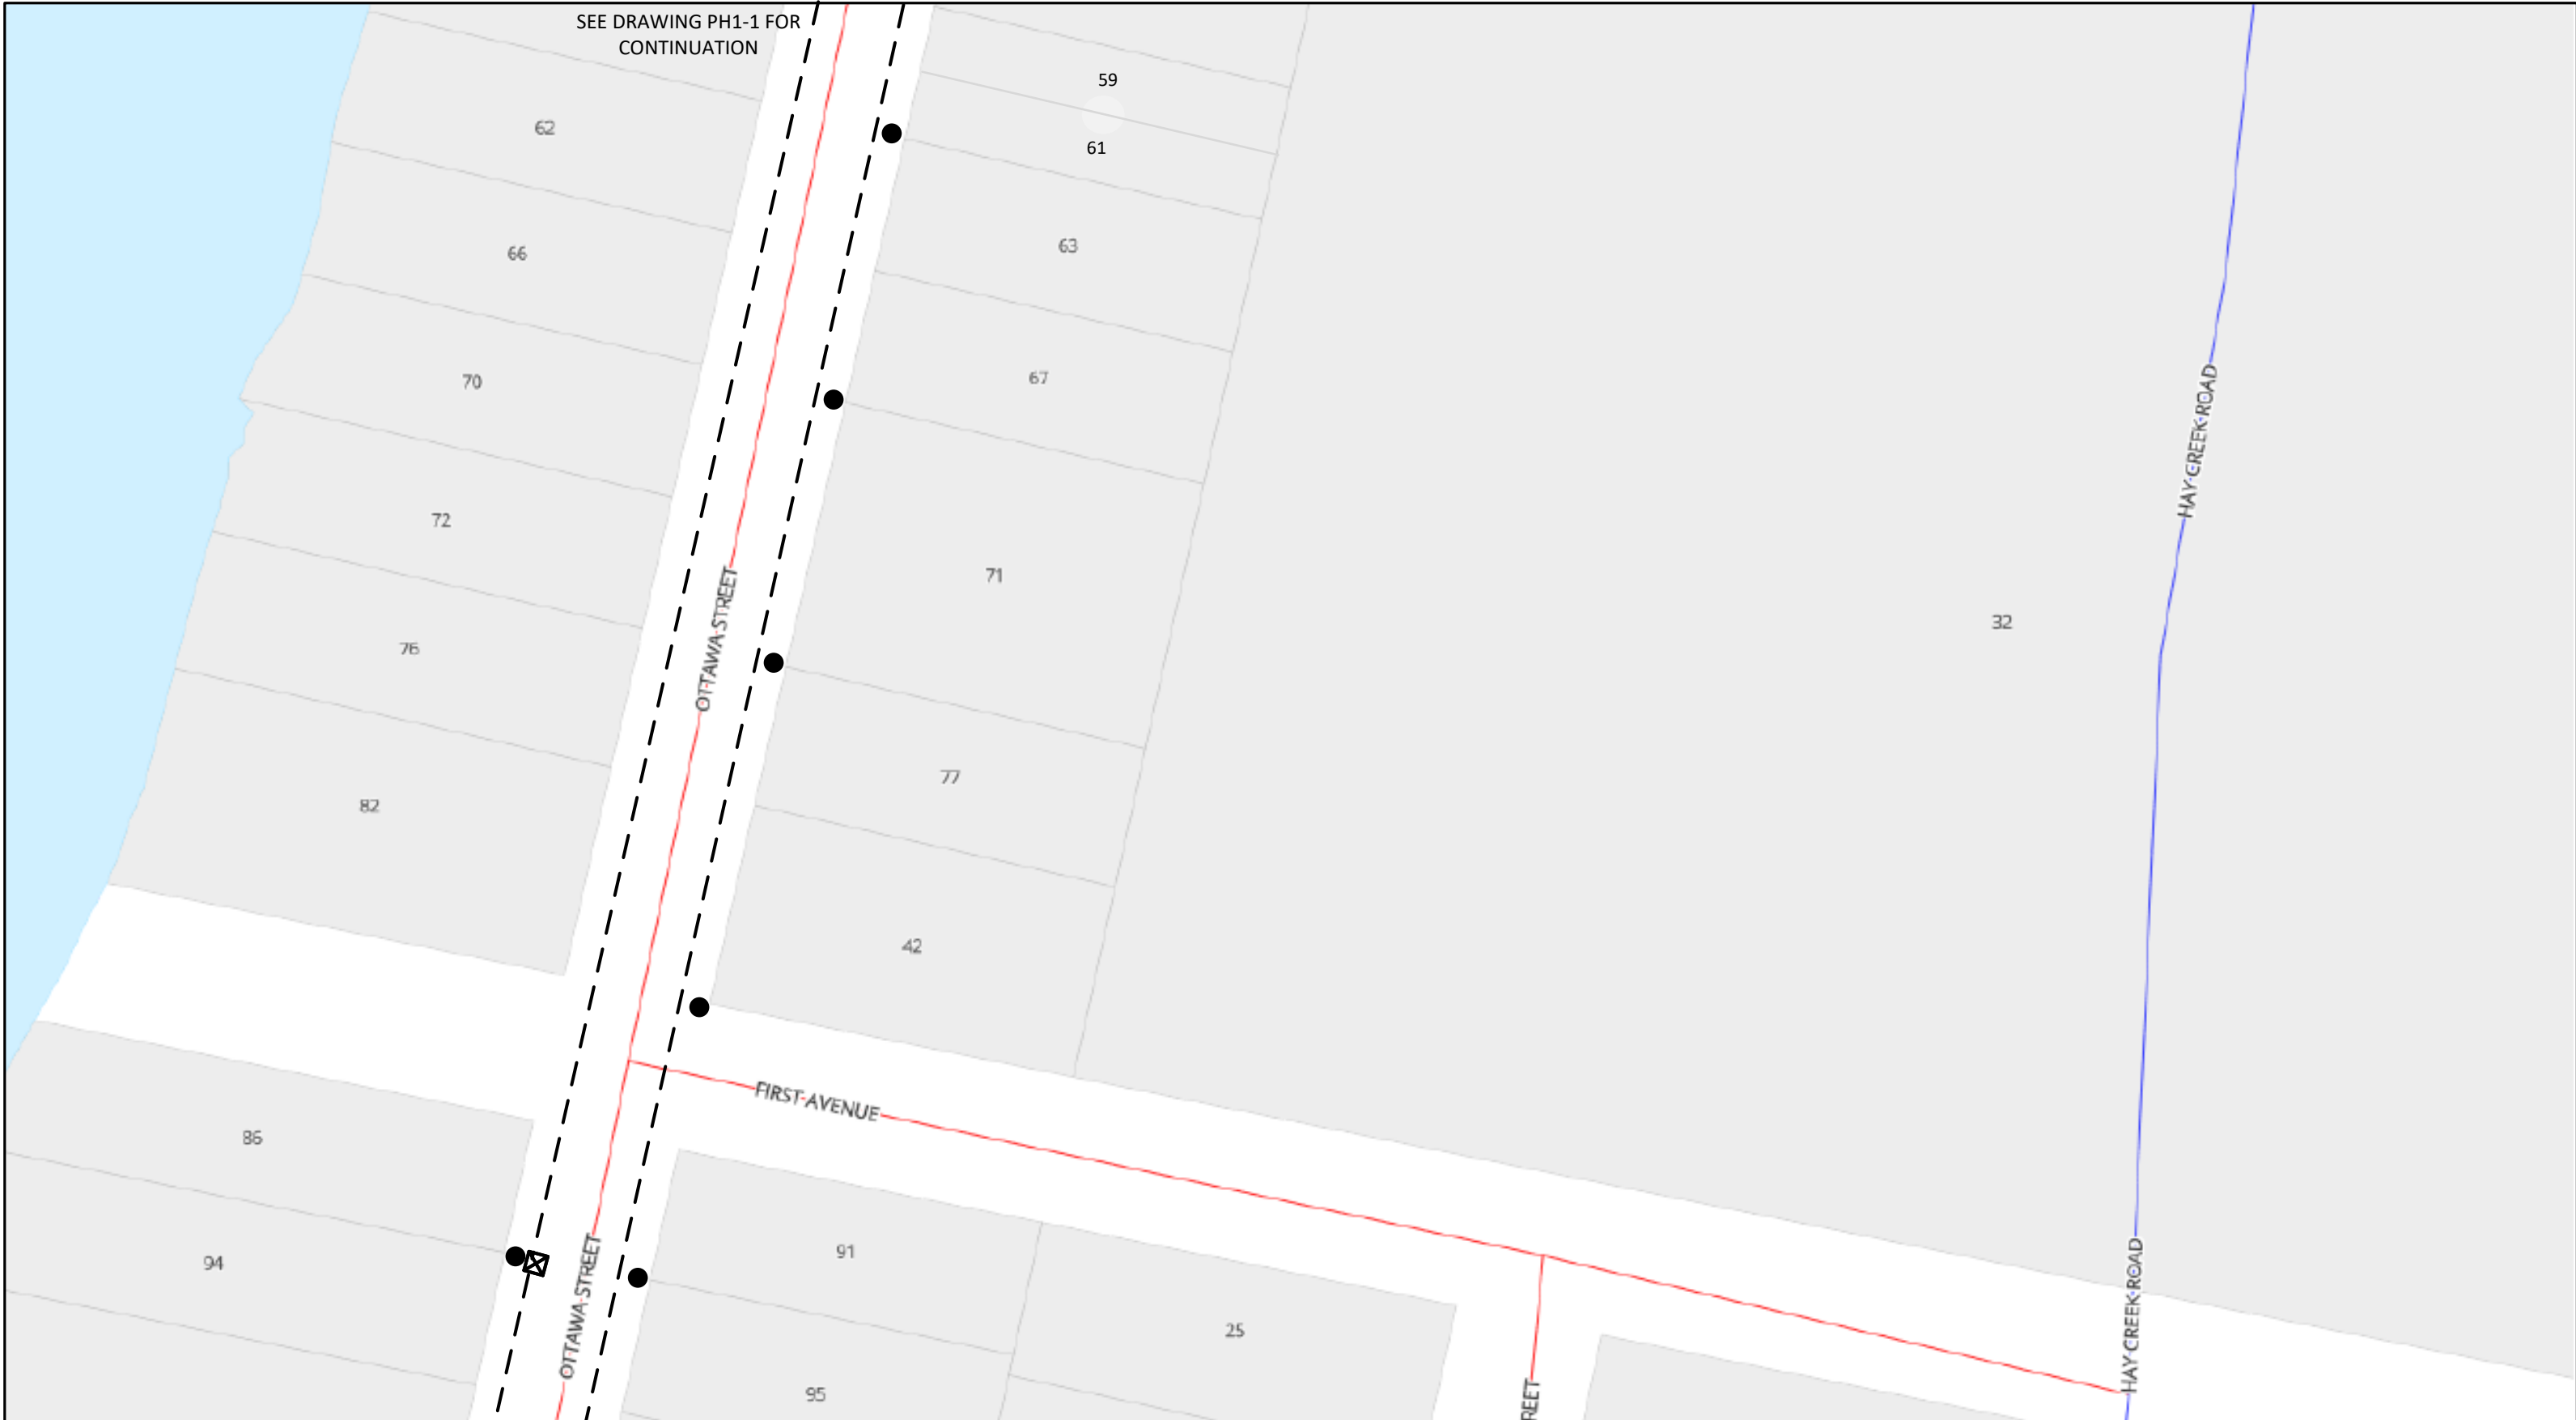 SEE DRAWING PH1-1 FOR
CONTINUATION
59
62
61
66
63
70
67
HAY CREEK ROAD
72
71
OTTAWA STREET
32
76
77
82
42
FIRST AVENUE
86
91
94
OTTAWA STREET
25
HAY CREEK ROAD
95
REET